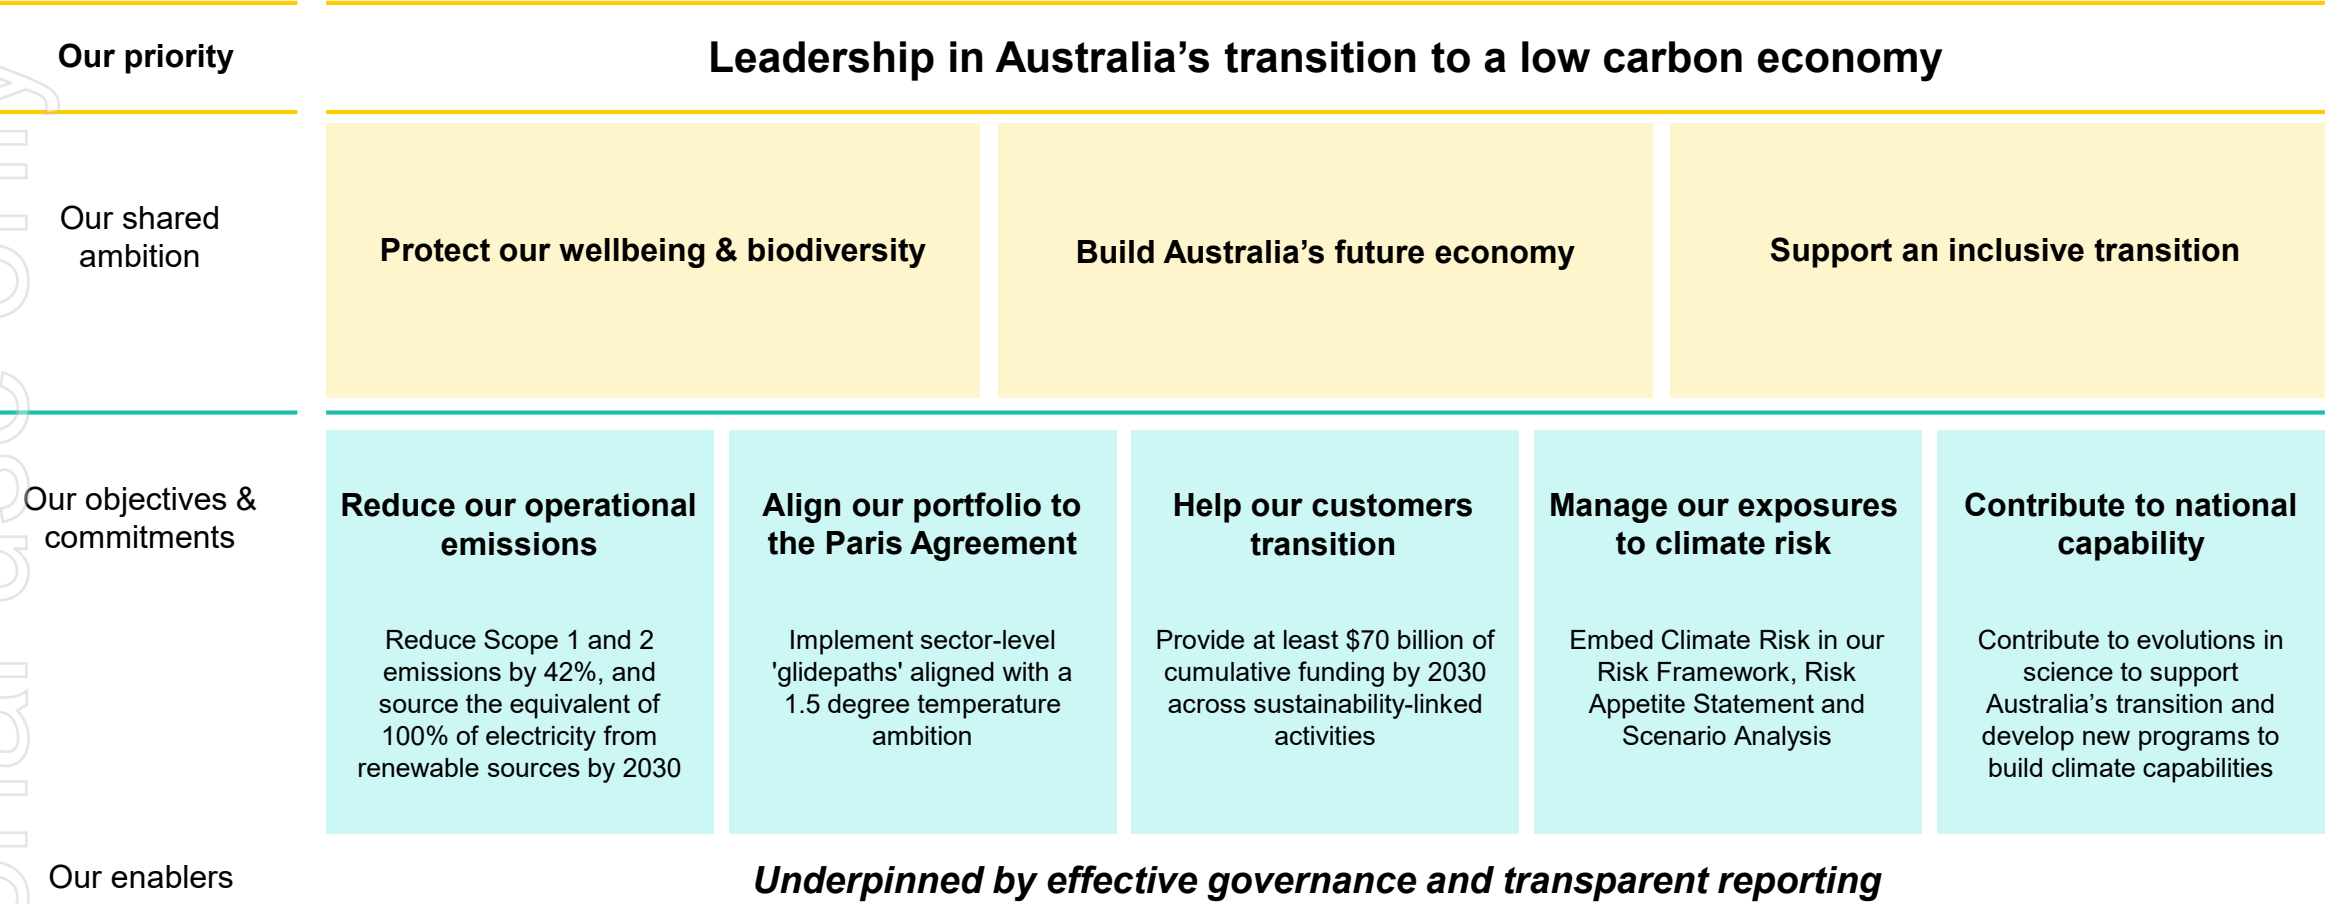 Our priority
Leadership in Australia’s transition to a low carbon economy
Our shared
ambition
Protect our wellbeing & biodiversity
Build Australia’s future economy
Support an inclusive transition
Our objectives &
commitments
Reduce our operational
emissions
Reduce Scope 1 and 2
emissions by 42%, and
source the equivalent of
100% of electricity from
renewable sources by 2030
Align our portfolio to
the Paris Agreement
Implement sector-level
'glidepaths' aligned with a
1.5 degree temperature
ambition
Help our customers
transition
Provide at least $70 billion of
cumulative funding by 2030
across sustainability-linked
activities
Manage our exposures
to climate risk
Embed Climate Risk in our
Risk Framework, Risk
Appetite Statement and
Scenario Analysis
Contribute to national
capability
Contribute to evolutions in
science to support
Australia’s transition and
develop new programs to
build climate capabilities
Our enablers
Underpinned by effective governance and transparent reporting